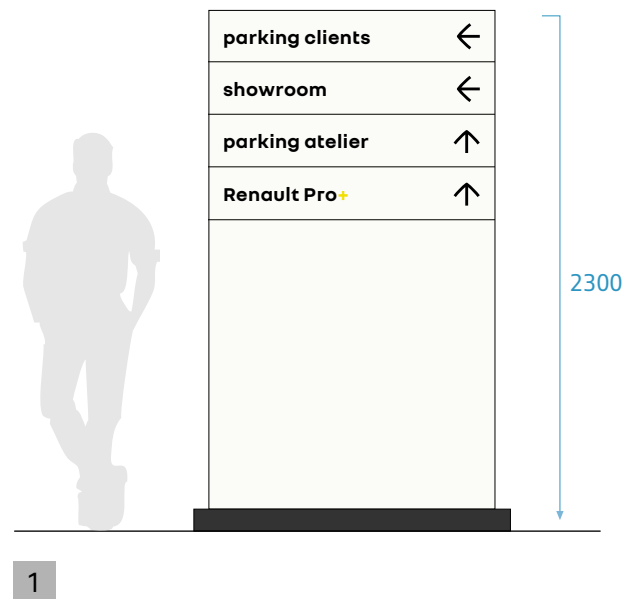 parking clients
showroom
parking atelier
Renault Pro+
2300
1